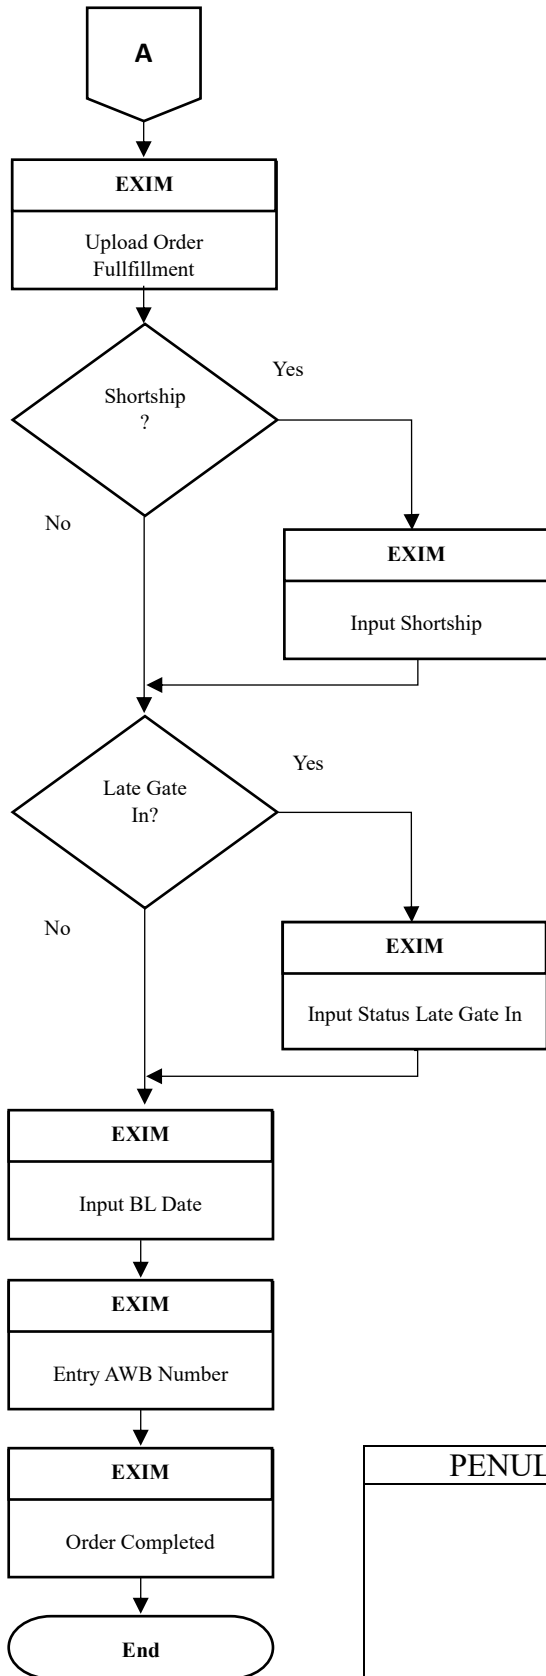 A
EXIM
Upload Order
Fullfillment
Yes
Shortship
?
No
EXIM
Input Shortship
Yes
Late Gate
In?
No
EXIM
Input Status Late Gate In
EXIM
Input BL Date
EXIM
Entry AWB Number
EXIM
Order Completed
PENUL
End